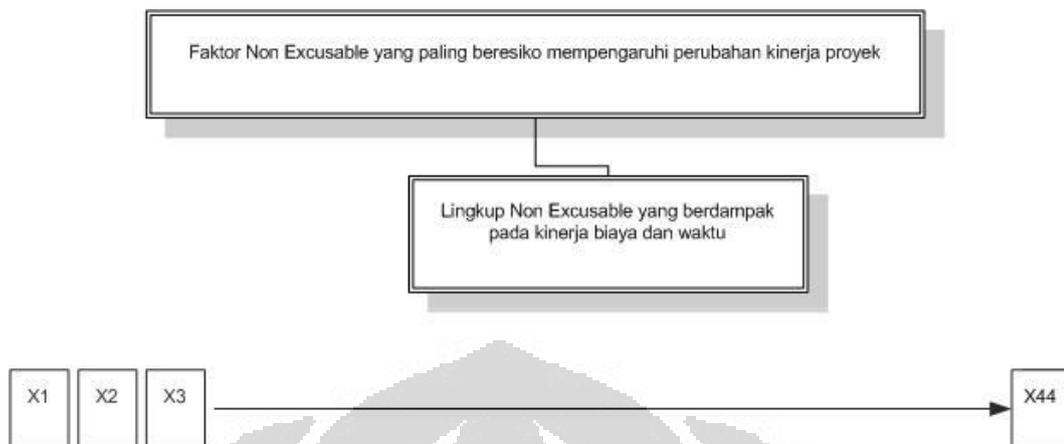 Faktor Non Excusable yang paling beresiko mempengaruhi perubahan kinerja proyek
Lingkup Non Excusable yang berdampak
pada kinerja biaya dan waktu
X1 X2 X3 X44